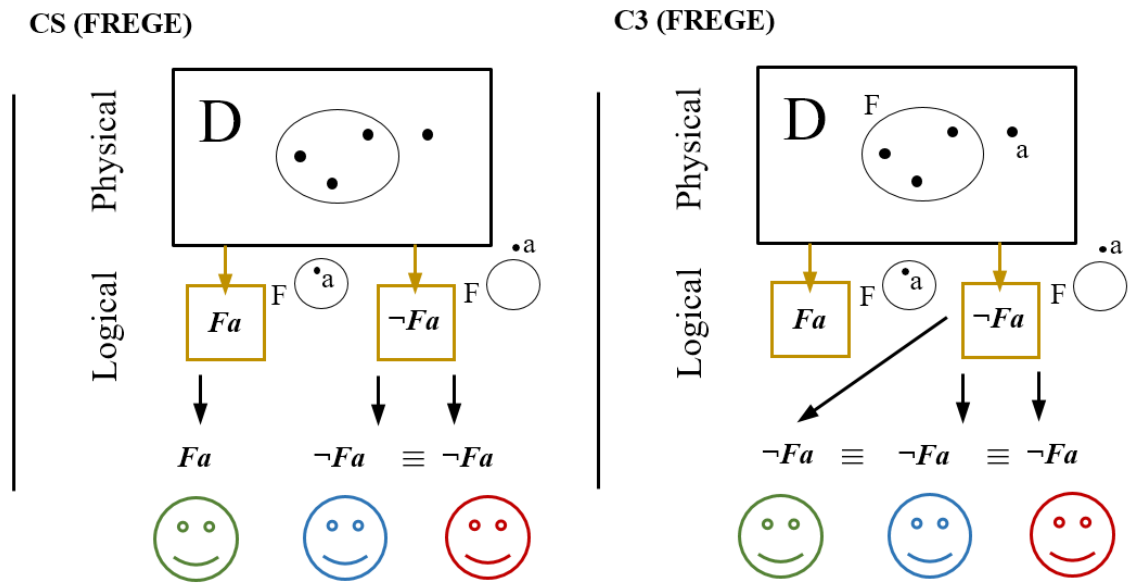 CS (FREGE)
Physical
D
Logical
F
a
F
a
Fa
¬Fa
Fa
¬Fa ≡ ¬Fa
C3 (FREGE)
Physical
D
F
a
Logical
F
a
F
a
Fa
¬Fa
¬Fa ≡ ¬Fa ≡ ¬Fa